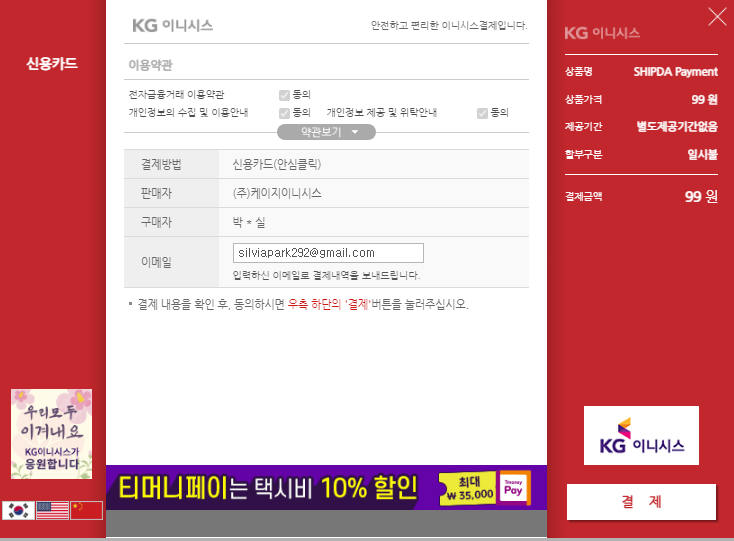 신용카드
우리모두
이겨내요
KG이니시스가
응원합니다
KG 이니시스
안전하고 편리한 이니시스결제입니다.
이용약관
전자금융거래 이용약관 동의
개인정보의 수집 및 이용안내 동의 개인정보 제공 및 위탁안내 동의
약관보기
결제방법 신용카드(안심클릭)
판매자 (주)케이지이니시스
구매자 박 * 실
이메일 silviapark292@gmail.com
입력하신 이메일로 결제내역을 보내드립니다.
결제 내용을 확인 후, 동의하시면 우측 하단의 '결제'버튼을 눌러주십시오.
티머니페이는 택시비 10% 할인
최대
₩ 35,000
Tmoney
Pay
KG 이니시스
상품명 SHIPDA Payment
상품가격 99 원
제공기간 별도제공기간없음
할부구분 일시불
결제금액 99 원
KG 이니시스
결 제